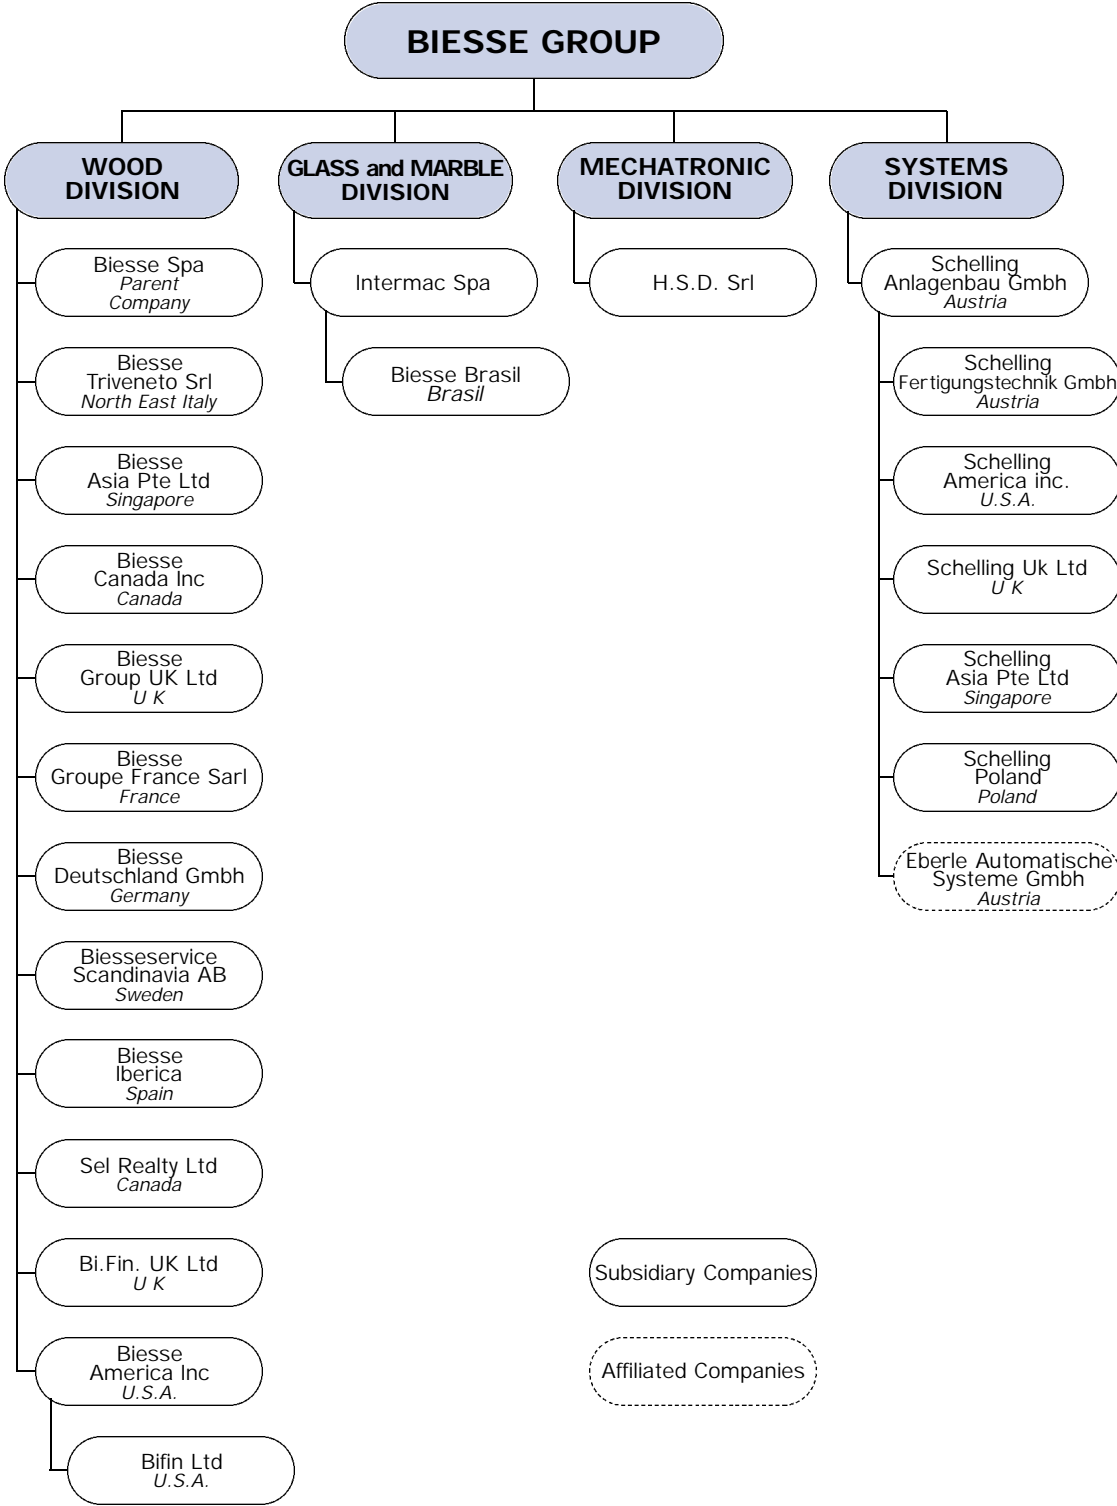 BIESSE GROUP
WOOD
DIVISION
Biesse Spa
Parent
Company
Biesse
Triveneto Srl
North East Italy
Biesse
Asia Pte Ltd
Singapore
Biesse
Canada Inc
Canada
Biesse
Group UK Ltd
U K
Biesse
Groupe France Sarl
France
Biesse
Deutschland Gmbh
Germany
Biesseservice
Scandinavia AB
Sweden
Biesse
Iberica
Spain
Sel Realty Ltd
Canada
Bi.Fin. UK Ltd
U K
Biesse
America Inc
U.S.A.
Bifin Ltd
U.S.A.
GLASS and MARBLE
DIVISION
Intermac Spa
Biesse Brasil
Brasil
MECHATRONIC
DIVISION
H.S.D. Srl
SYSTEMS
DIVISION
Schelling
Anlagenbau Gmbh
Austria
Schelling
Fertigungstechnik Gmbh
Austria
Schelling
America inc.
U.S.A.
Schelling Uk Ltd
U K
Schelling
Asia Pte Ltd
Singapore
Schelling
Poland
Poland
Eberle Automatische
Systeme Gmbh
Austria
Subsidiary Companies
Affiliated Companies